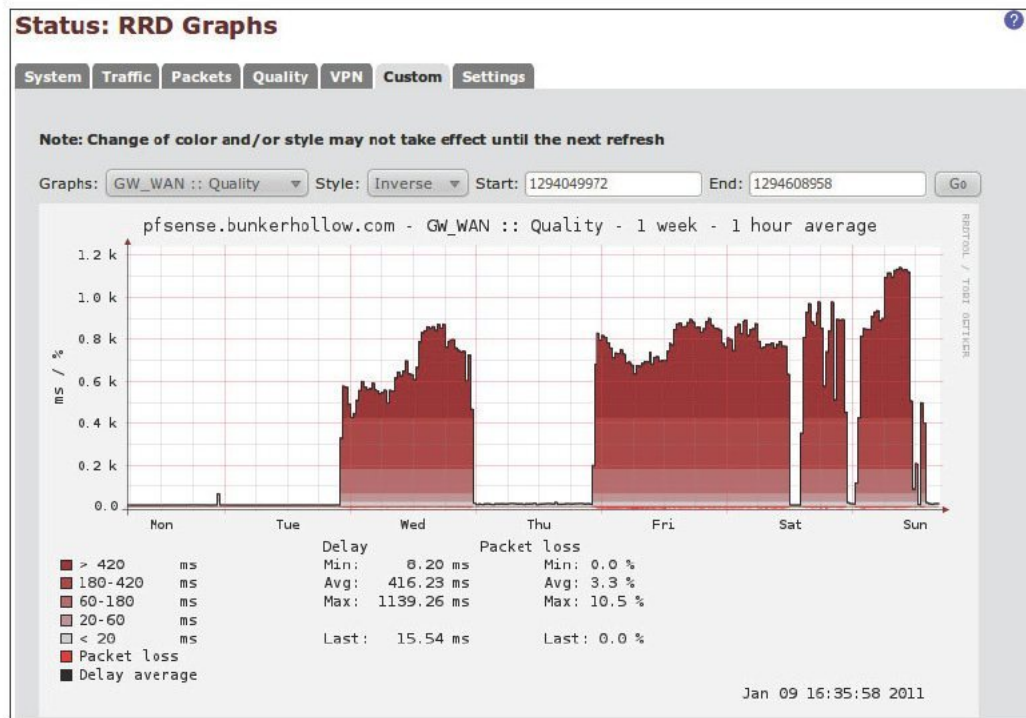 Status: RRD Graphs
?
System Traffic Packets Quality VPN Custom Settings
Note: Change of color and/or style may not take effect until the next refresh
Graphs: GW_WAN :: Quality Style: Inverse Start: 1294049972 End: 1294608958 Go
pfsense.bunkerhollow.com - GW_WAN :: Quality - 1 week - 1 hour average
RRDTOOL / TOBI OETIKER
ms / %
1.2 k
1.0 k
0.8 k
0.6 k
0.4 k
0.2 k
0.0
Mon Tue Wed Thu Fri Sat Sun
Delay Packet loss
> 420 ms Min: 8.20 ms Min: 0.0 %
180-420 ms Avg: 416.23 ms Avg: 3.3 %
60-180 ms Max: 1139.26 ms Max: 10.5 %
20-60 ms
< 20 ms Last: 15.54 ms Last: 0.0 %
Packet loss
Delay average
Jan 09 16:35:58 2011